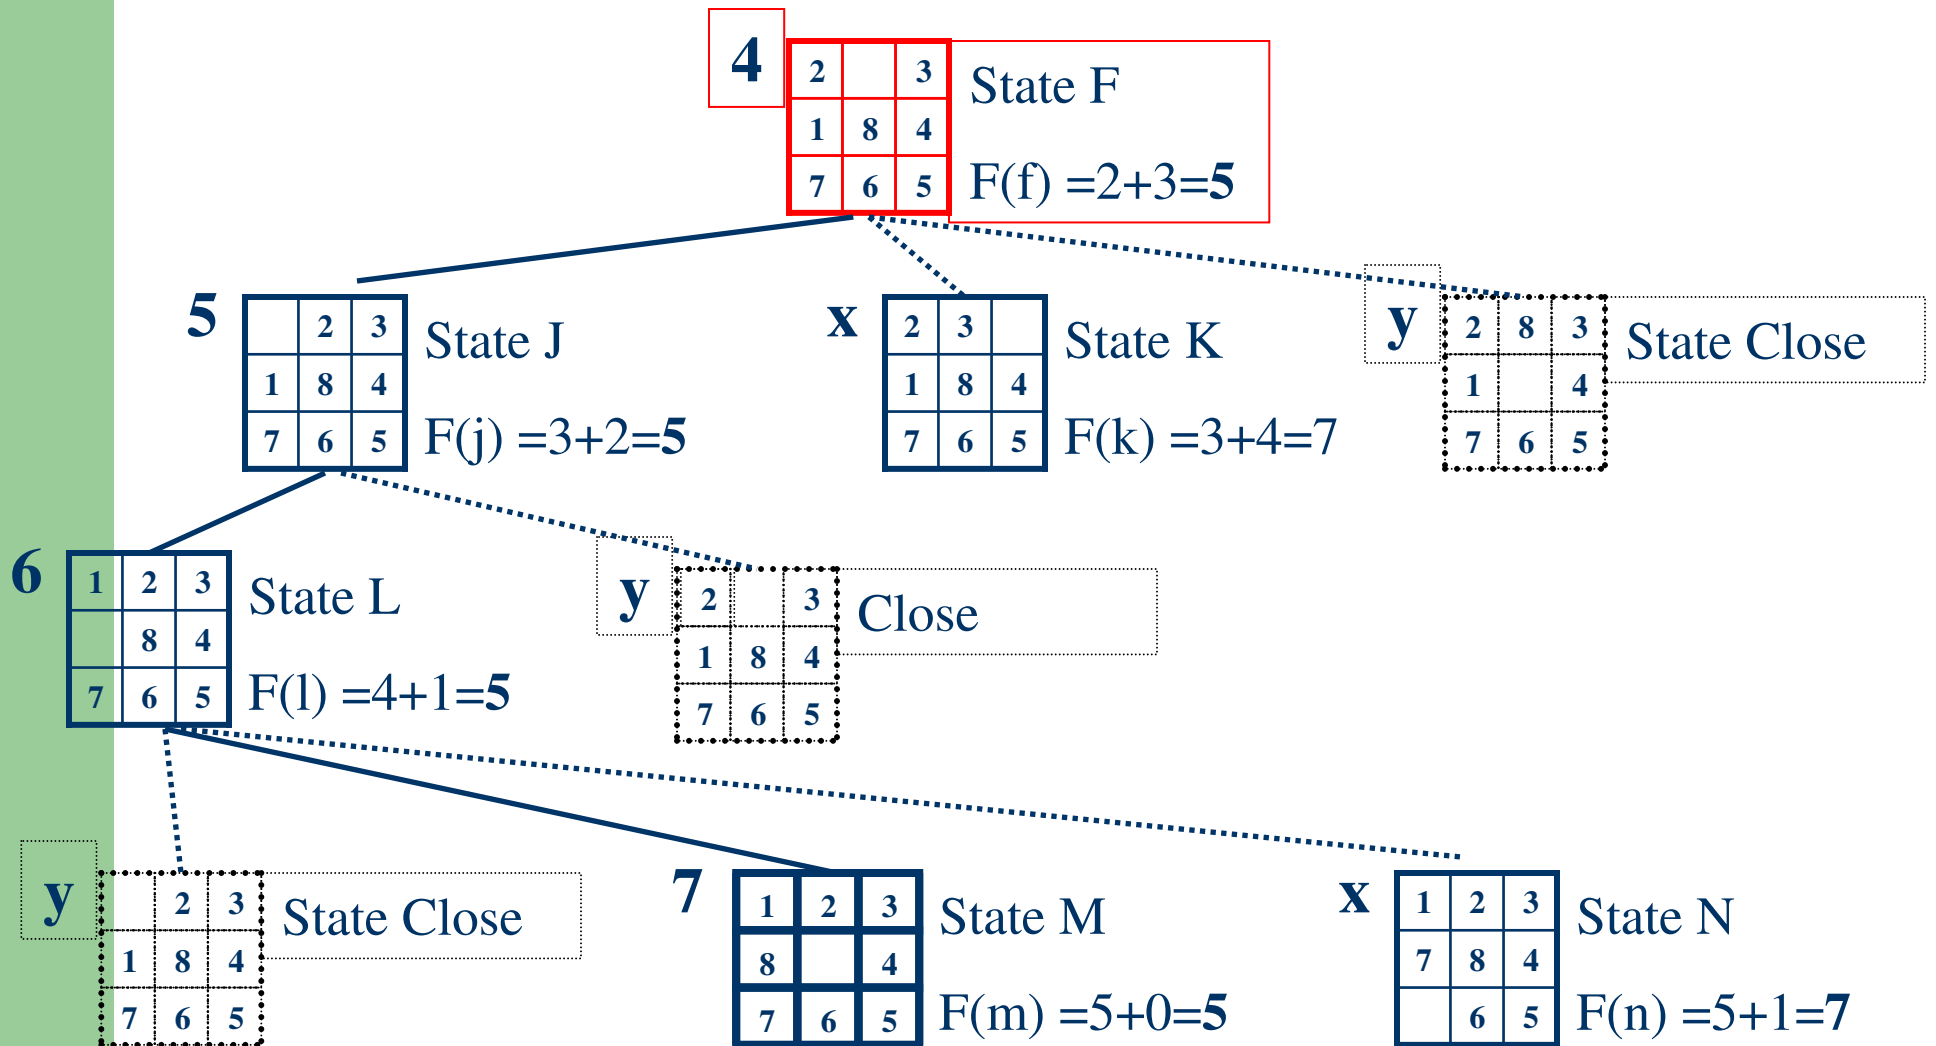 4
2 3
1 8 4
7 6 5
State F
F(f) =2+3=5
5
2 3
1 8 4
7 6 5
State J
F(j) =3+2=5
x
2 3
1 8 4
7 6 5
State K
F(k) =3+4=7
y
2 8 3
1 4
7 6 5
State Close
6
1 2 3
8 4
7 6 5
State L
F(l) =4+1=5
y
2 3
1 8 4
7 6 5
Close
y
2 3
1 8 4
7 6 5
State Close
7
1 2 3
8 4
7 6 5
State M
F(m) =5+0=5
x
1 2 3
7 8 4
6 5
State N
F(n) =5+1=7